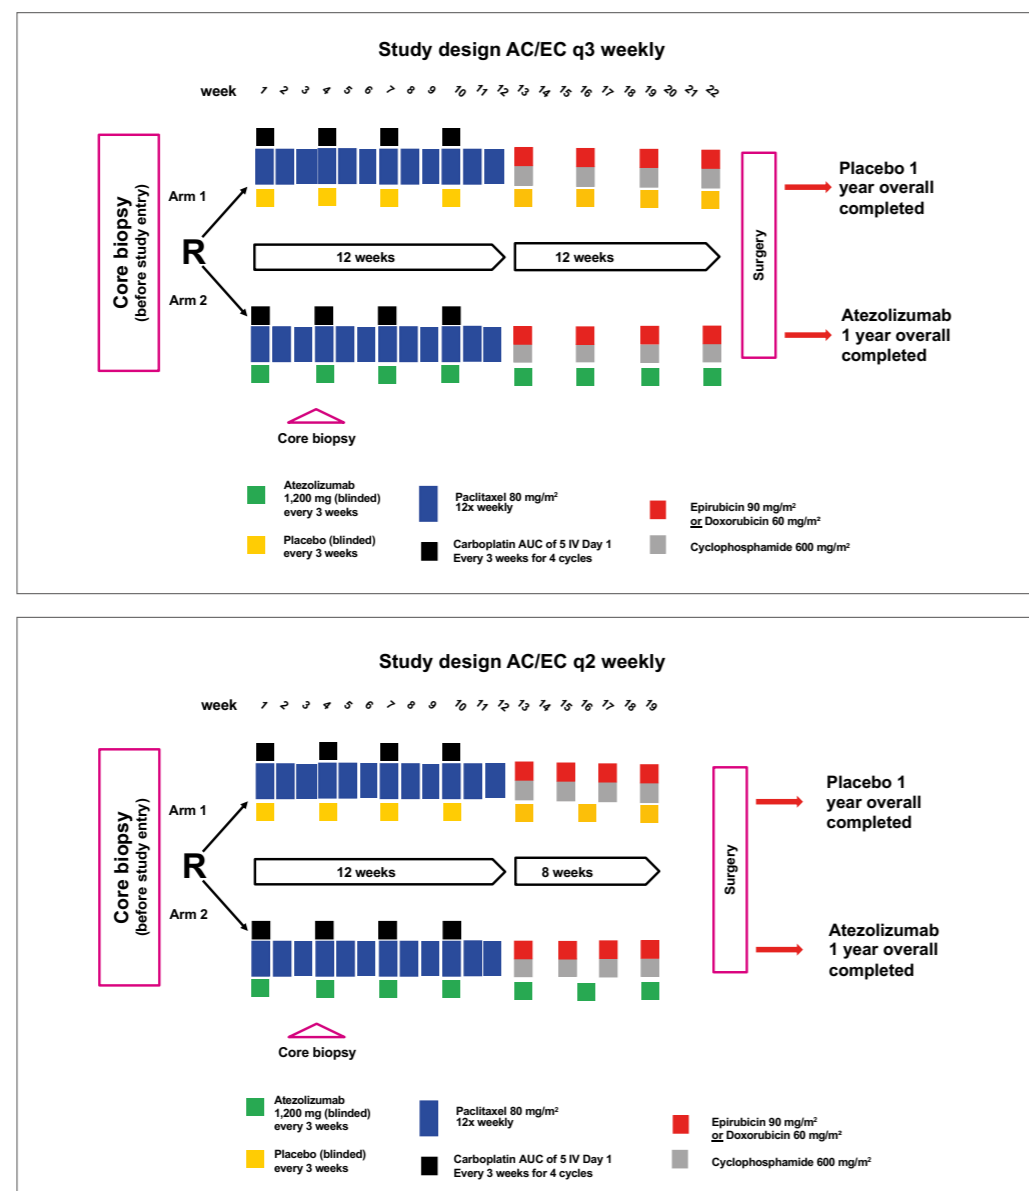 Study design AC/EC q3 weekly
week 1 2 3 4 5 6 7 8 9 10 11 12 13 14 15 16 17 18 19 20 21 22
Core biopsy
(before study entry)
Arm 1
R
Arm 2
12 weeks
12 weeks
Surgery
Placebo 1
year overall
completed
Atezolizumab
1 year overall
completed
Core biopsy
Atezolizumab
1,200 mg (blinded)
every 3 weeks
Placebo (blinded)
every 3 weeks
Paclitaxel 80 mg/m²
12x weekly
Carboplatin AUC of 5 IV Day 1
Every 3 weeks for 4 cycles
Epirubicin 90 mg/m²
or Doxorubicin 60 mg/m²
Cyclophosphamide 600 mg/m²
Study design AC/EC q2 weekly
week 1 2 3 4 5 6 7 8 9 10 11 12 13 14 15 16 17 18 19
Core biopsy
(before study entry)
Arm 1
R
Arm 2
12 weeks
8 weeks
Surgery
Placebo 1
year overall
completed
Atezolizumab
1 year overall
completed
Core biopsy
Atezolizumab
1,200 mg (blinded)
every 3 weeks
Placebo (blinded)
every 3 weeks
Paclitaxel 80 mg/m²
12x weekly
Carboplatin AUC of 5 IV Day 1
Every 3 weeks for 4 cycles
Epirubicin 90 mg/m²
or Doxorubicin 60 mg/m²
Cyclophosphamide 600 mg/m²